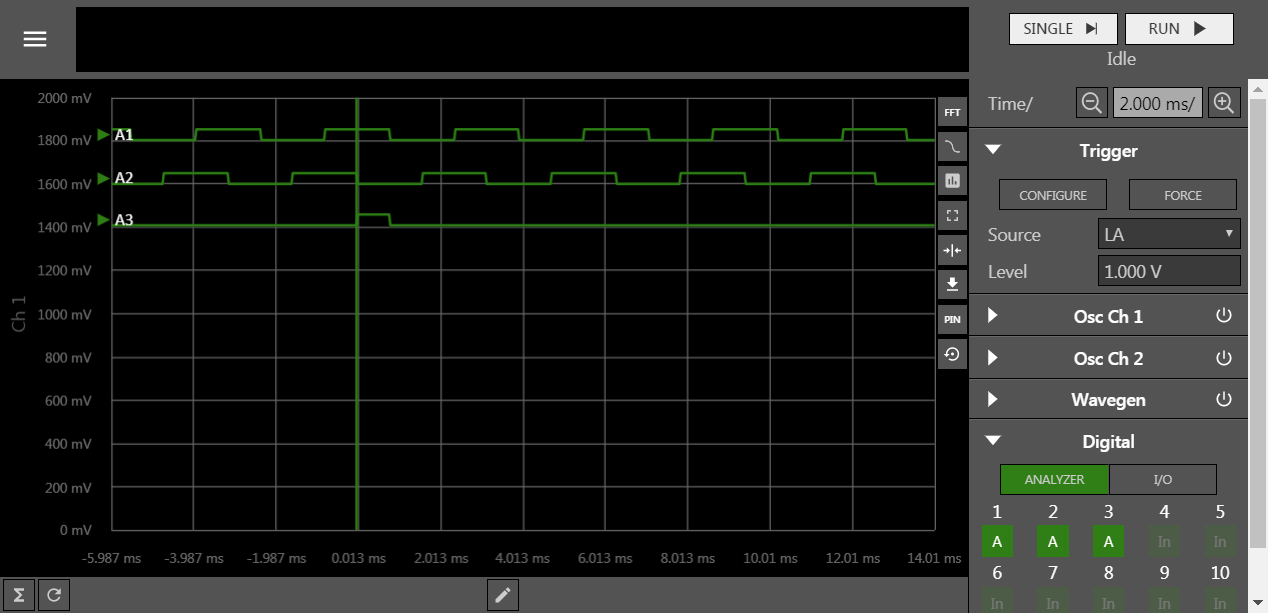 SINGLE RUN
Idle
Time/ 2.000 ms/
2000 mV
1800 mV
1600 mV
1400 mV
1200 mV
1000 mV
800 mV
600 mV
400 mV
200 mV
0 mV
Ch 1
A1
A2
A3
-5.987 ms -3.987 ms -1.987 ms 0.013 ms 2.013 ms 4.013 ms 6.013 ms 8.013 ms 10.01 ms 12.01 ms 14.01 ms
FFT
PIN
Σ
Trigger
CONFIGURE FORCE
Source LA
Level 1.000 V
Osc Ch 1
Osc Ch 2
Wavegen
Digital
ANALYZER I/O
1 2 3 4 5
A A A In In
6 7 8 9 10
In In In In In